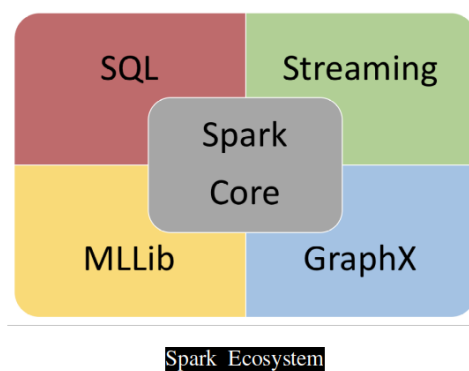 SQL
Streaming
Spark
Core
MLLib
GraphX
Spark Ecosystem